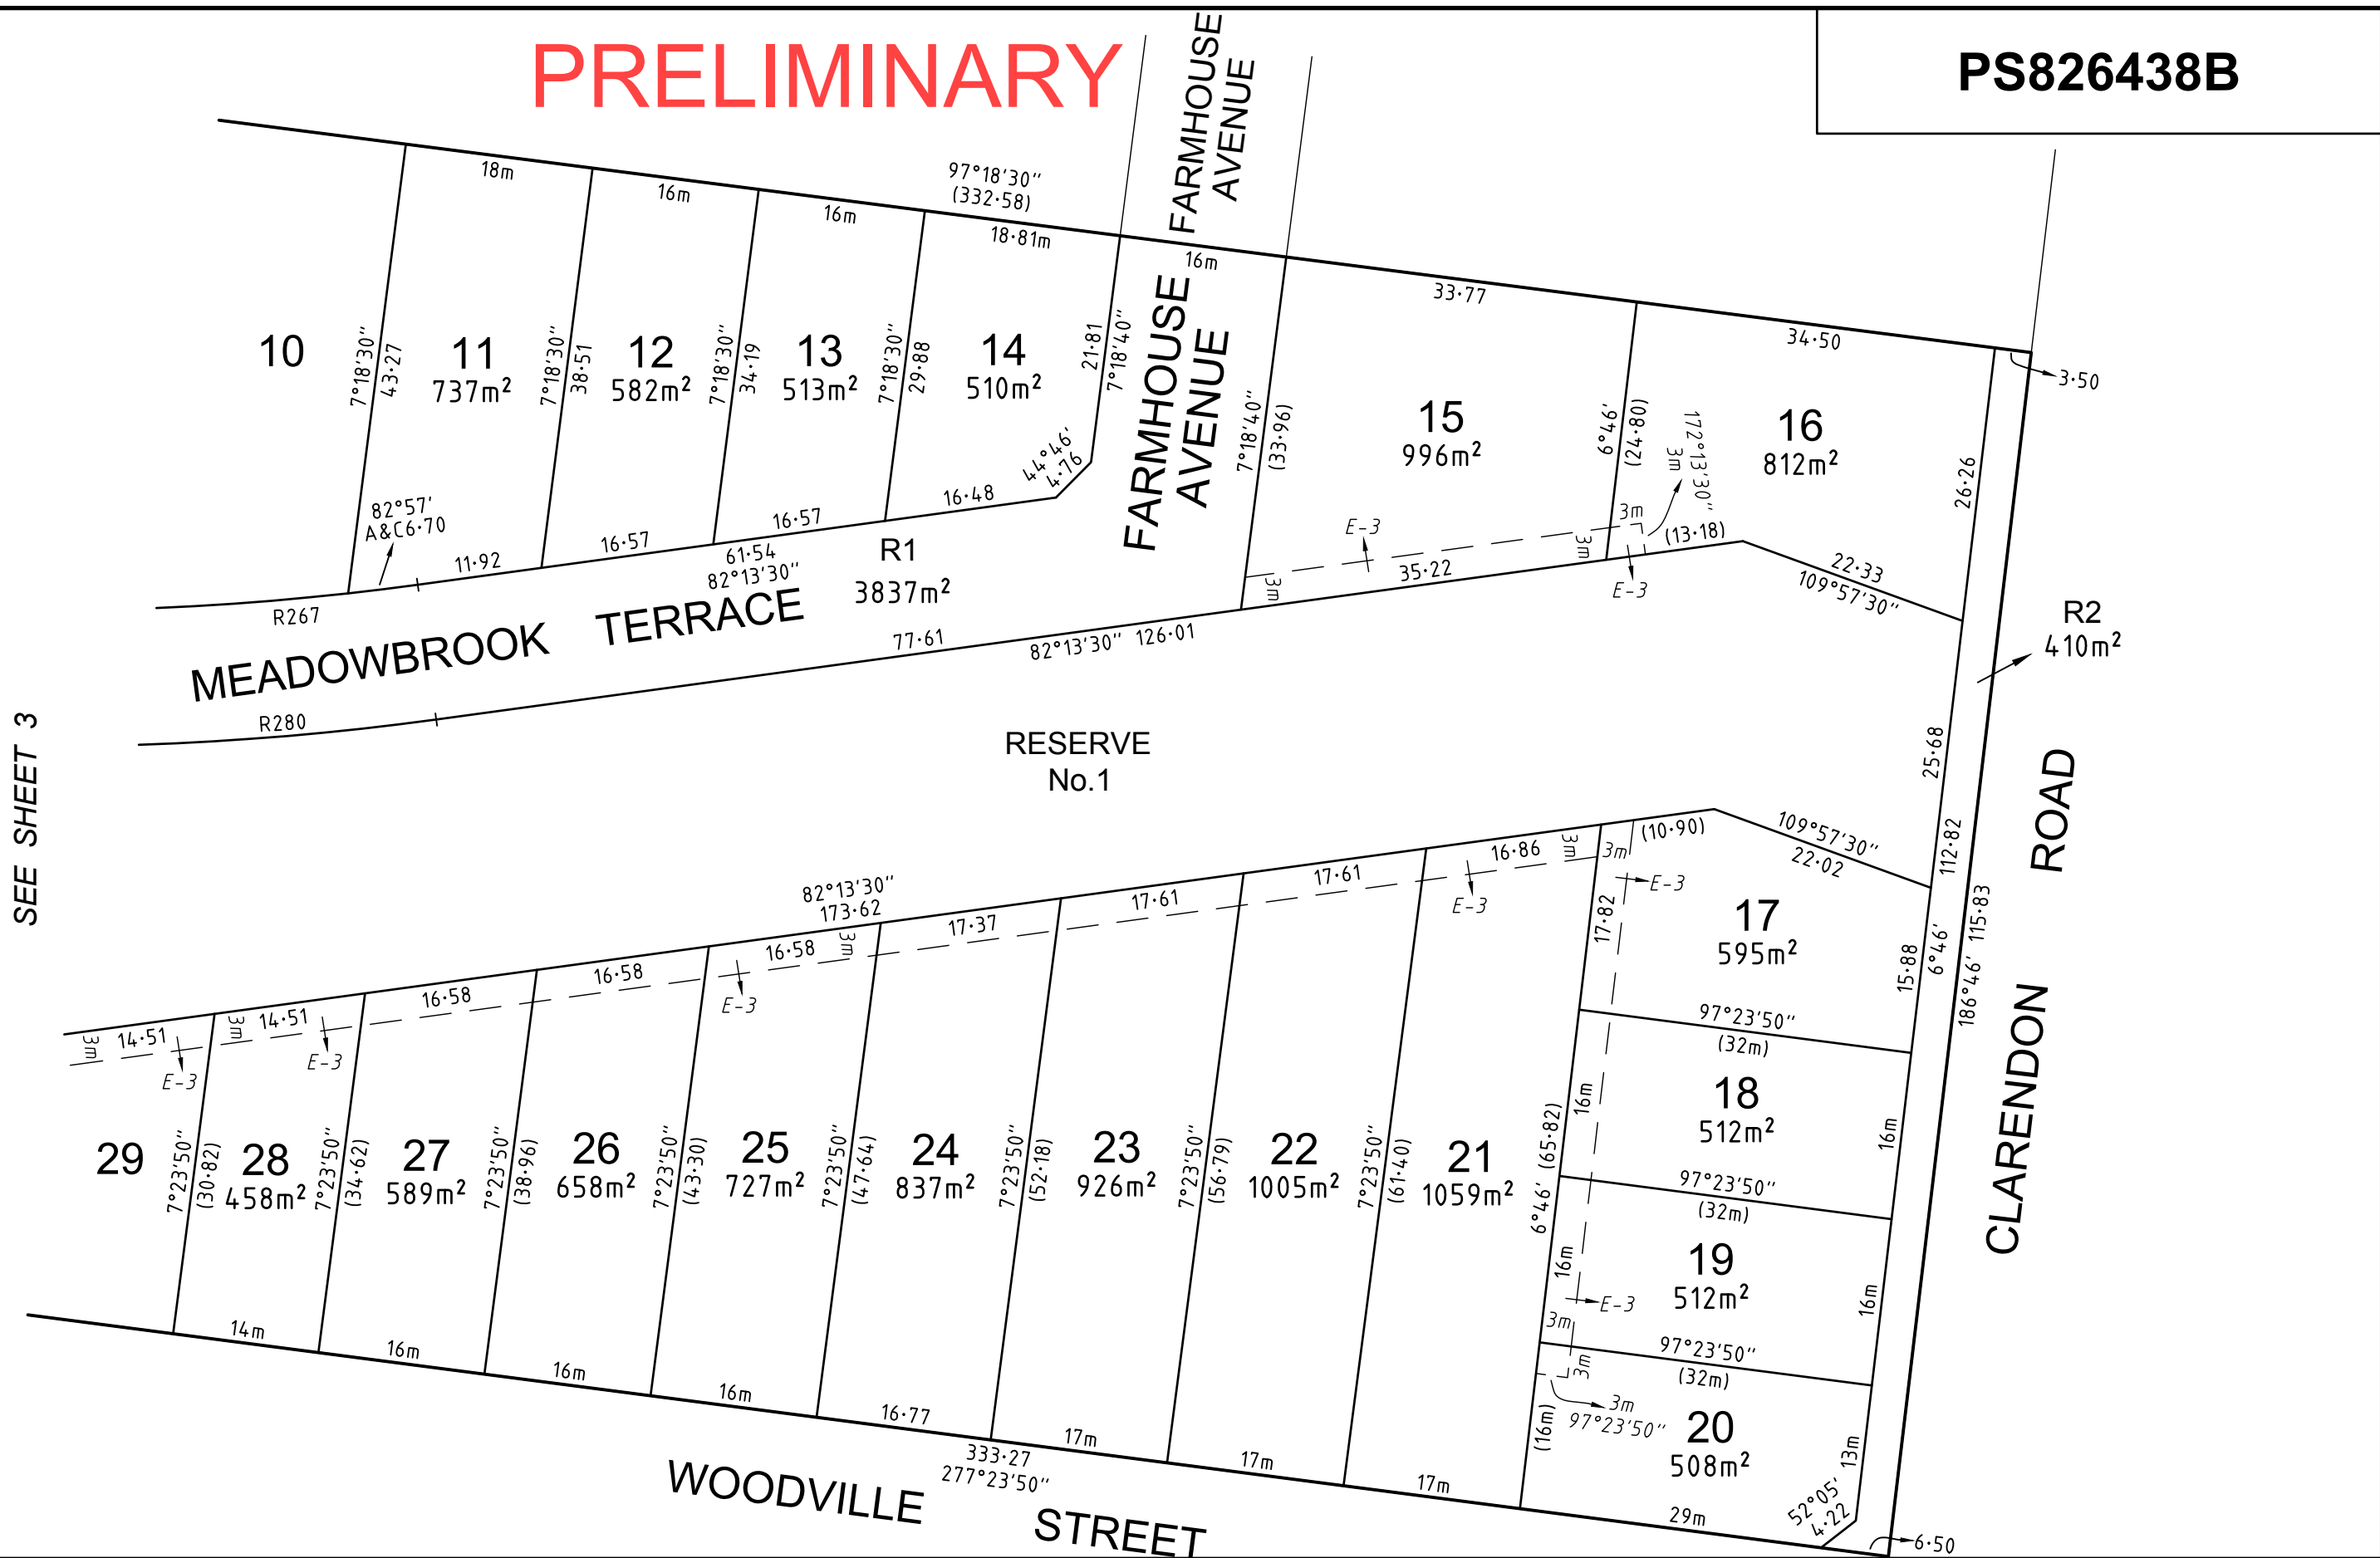 PRELIMINARY
PS826438B
FARMHOUSE
AVENUE
18m
16m
16m
97°18'30"
(332·58)
18·81m
16m
33·77
34·50
3·50
10
7°18'30"
43·27
11
737m²
7°18'30"
38·51
12
582m²
7°18'30"
34·19
13
513m²
7°18'30"
29·88
14
510m²
21·81
7°18'40"
44°46'
4·76
FARMHOUSE
AVENUE
7°18'40"
(33·96)
15
996m²
6°46'
(24·80)
172°13'30"
3m
16
812m²
26·26
82°57'
A&C6·70
11·92
16·57
16·57
16·48
61·54
82°13'30"
R1
3837m²
E-3
3m
3m
3m
35·22
(13·18)
E-3
22·33
109°57'30"
R267
MEADOWBROOK TERRACE
77·61
82°13'30" 126·01
R280
R2
410m²
SEE SHEET 3
RESERVE
No.1
25·68
112·82
CLARENDON ROAD
186°46' 115·83
6°46'
15·88
82°13'30"
173·62
3m
14·51
E-3
3m
14·51
E-3
16·58
16·58
16·58
3m
E-3
17·37
17·61
17·61
16·86
E-3
3m
3m
(10·90)
109°57'30"
22·02
E-3
17·82
17
595m²
97°23'50"
(32m)
29
7°23'50"
(30·82)
28
458m²
7°23'50"
(34·62)
27
589m²
7°23'50"
(38·96)
26
658m²
7°23'50"
(43·30)
25
727m²
7°23'50"
(47·64)
24
837m²
7°23'50"
(52·18)
23
926m²
7°23'50"
(56·79)
22
1005m²
7°23'50"
(61·40)
21
1059m²
6°46' (65·82)
16m
18
512m²
16m
97°23'50"
(32m)
16m
19
512m²
16m
E-3
3m
97°23'50"
(32m)
3m
3m
97°23'50"
(16m)
20
508m²
13m
52°05'
4·22
14m
16m
16m
16m
16·77
17m
17m
17m
29m
6·50
333·27
277°23'50"
WOODVILLE STREET